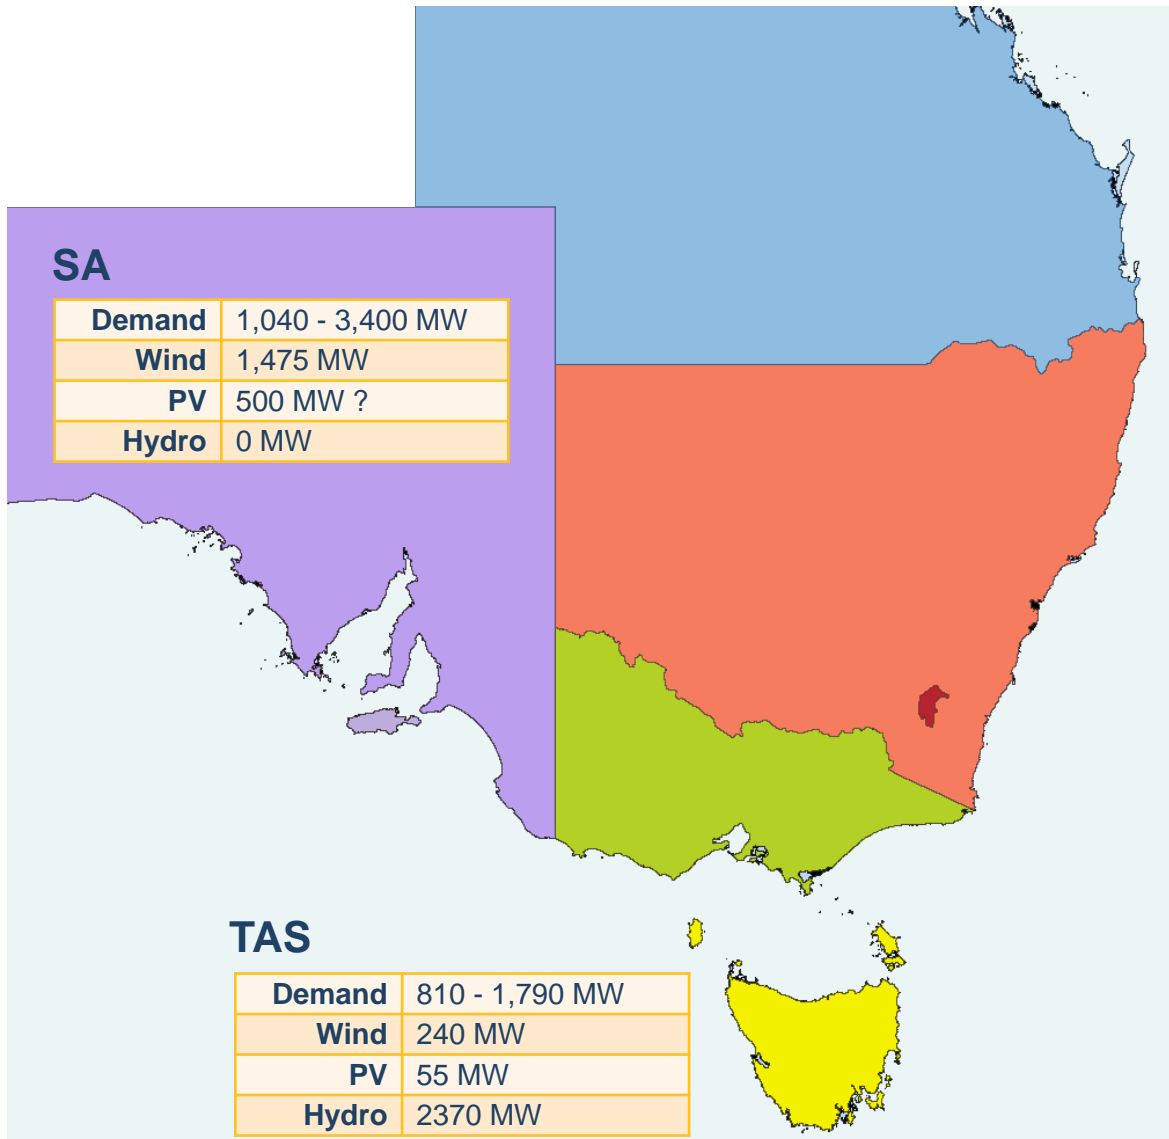 SA
Demand 1,040 - 3,400 MW
Wind 1,475 MW
PV 500 MW ?
Hydro 0 MW
TAS
Demand 810 - 1,790 MW
Wind 240 MW
PV 55 MW
Hydro 2370 MW